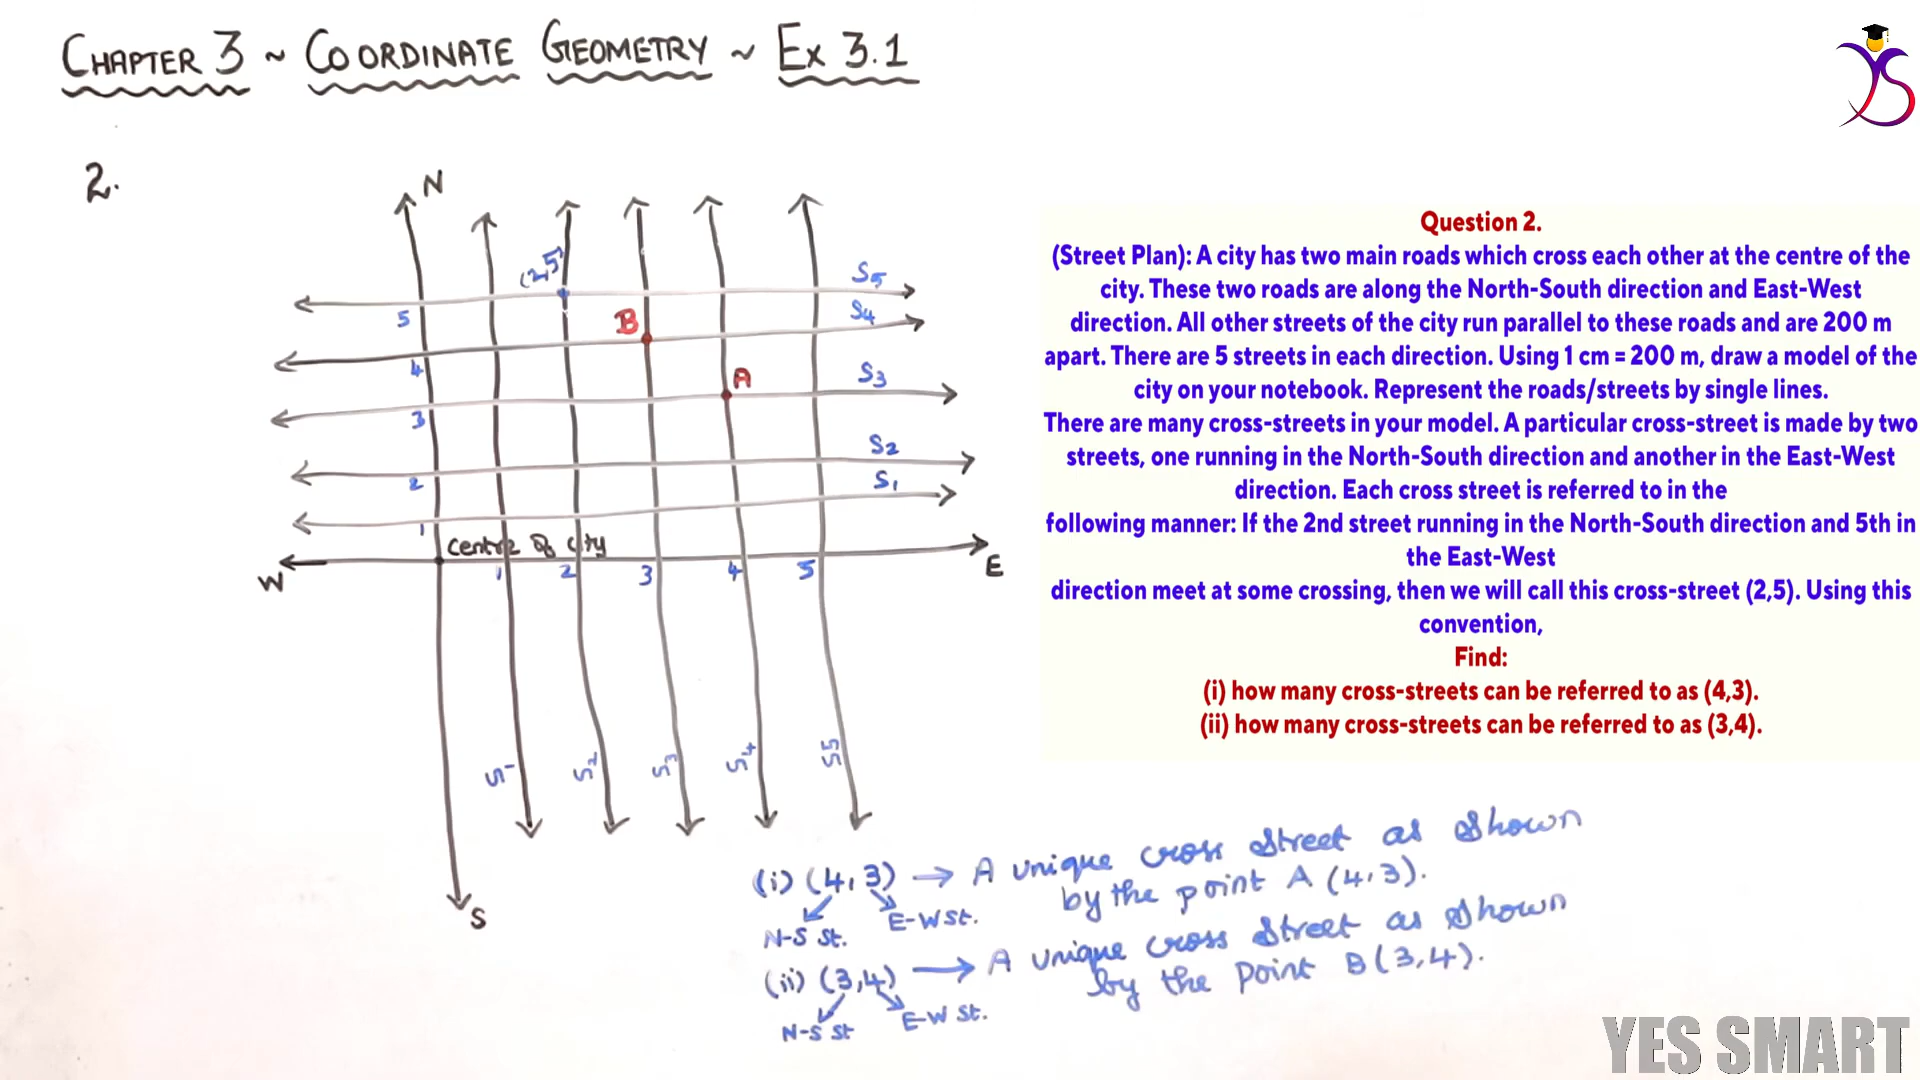 CHAPTER 3 ~ COORDINATE GEOMETRY ~ Ex 3.1
2.
N
(2,5)
S5
5
B
S4
4
A
S3
3
S2
2
S1
1
Centre of city
W
E
1 2 3 4 5
S1 S2 S3 S4 S5
S
Question 2.
(Street Plan): A city has two main roads which cross each other at the centre of the
city. These two roads are along the North-South direction and East-West
direction. All other streets of the city run parallel to these roads and are 200 m
apart. There are 5 streets in each direction. Using 1 cm = 200 m, draw a model of the
city on your notebook. Represent the roads/streets by single lines.
There are many cross-streets in your model. A particular cross-street is made by two
streets, one running in the North-South direction and another in the East-West
direction. Each cross street is referred to in the
following manner: If the 2nd street running in the North-South direction and 5th in
the East-West
direction meet at some crossing, then we will call this cross-street (2,5). Using this
convention,
Find:
(i) how many cross-streets can be referred to as (4,3).
(ii) how many cross-streets can be referred to as (3,4).
(i) (4,3) → A unique cross street as shown
by the point A (4,3).
N-S St. E-W St.
(ii) (3,4) → A unique cross street as shown
by the point B (3,4).
N-S St E-W St.
YS
YES SMART